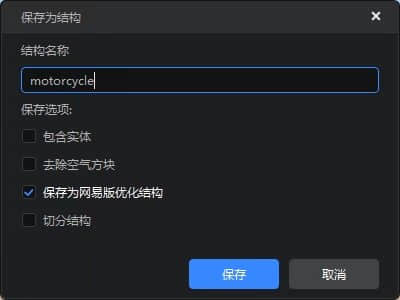 保存为结构
结构名称
motorcycle
保存选项:
包含实体
去除空气方块
保存为网易版优化结构
切分结构
保存
取消